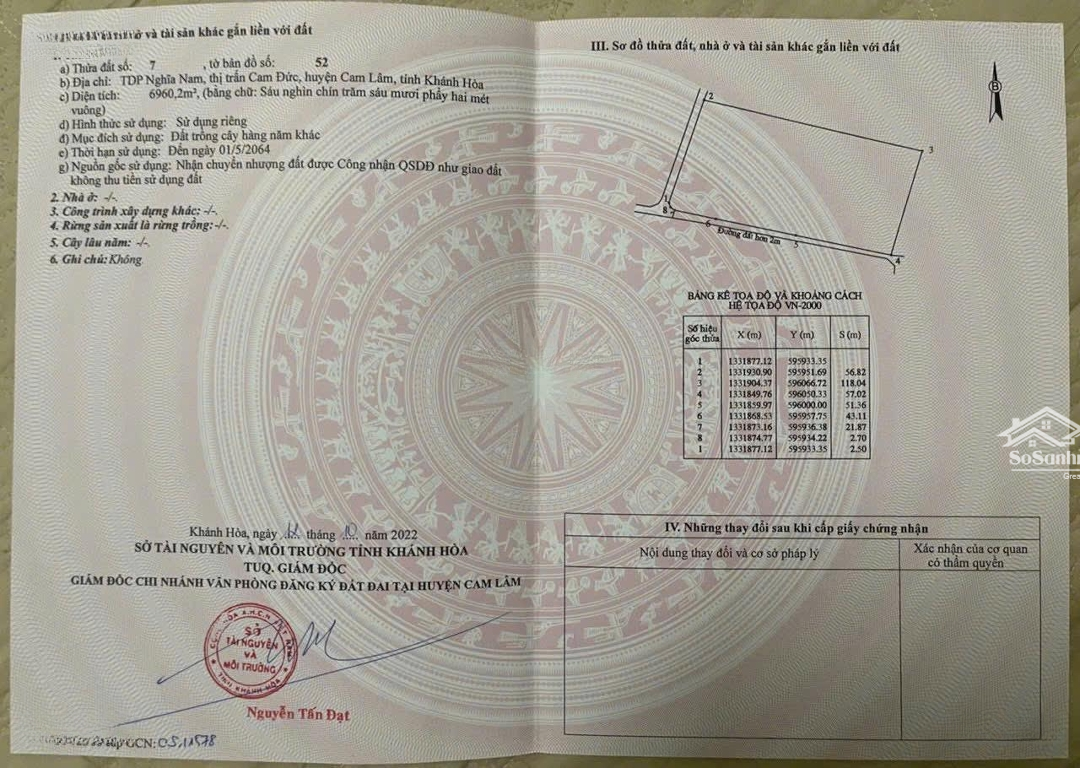 ở và tài sản khác gắn liền với đất
a) Thửa đất số: 7 , tờ bản đồ số: 52
b) Địa chỉ: TDP Nghĩa Nam, thị trấn Cam Đức, huyện Cam Lâm, tỉnh Khánh Hòa
c) Diện tích: 6960,2m², (bằng chữ: Sáu nghìn chín trăm sáu mươi phẩy hai mét
vuông)
d) Hình thức sử dụng: Sử dụng riêng
đ) Mục đích sử dụng: Đất trồng cây hàng năm khác
e) Thời hạn sử dụng: Đến ngày 01/5/2064
g) Nguồn gốc sử dụng: Nhận chuyển nhượng đất được Công nhận QSDĐ như giao đất
không thu tiền sử dụng đất
2. Nhà ở: -/-.
3. Công trình xây dựng khác: -/-.
4. Rừng sản xuất là rừng trồng: -/-.
5. Cây lâu năm: -/-.
6. Ghi chú: Không.
Khánh Hòa, ngày tháng 10 năm 2022
SỞ TÀI NGUYÊN VÀ MÔI TRƯỜNG TỈNH KHÁNH HÒA
TUQ. GIÁM ĐỐC
GIÁM ĐỐC CHI NHÁNH VĂN PHÒNG ĐĂNG KÝ ĐẤT ĐAI TẠI HUYỆN CAM LÂM
SỞ
TÀI NGUYÊN
VÀ
MÔI TRƯỜNG
TỈNH KHÁNH HÒA
Nguyễn Tấn Đạt
GCN: CS11578
III. Sơ đồ thửa đất, nhà ở và tài sản khác gắn liền với đất
B
2
3
1
8 7
6
Đường đất hơn 2m
5
4
BẢNG KÊ TỌA ĐỘ VÀ KHOẢNG CÁCH
HỆ TỌA ĐỘ VN-2000
Số hiệu góc thửa X (m) Y (m) S (m)
1 1331877.12 595933.35
2 1331930.90 595951.69 56.82
3 1331904.37 596066.72 118.04
4 1331849.76 596050.33 57.02
5 1331859.97 596000.00 51.36
6 1331868.53 595957.75 43.11
7 1331873.16 595936.38 21.87
8 1331874.77 595934.22 2.70
1 1331877.12 595933.35 2.50
SoSanh
Grea
IV. Những thay đổi sau khi cấp giấy chứng nhận
Nội dung thay đổi và cơ sở pháp lý
Xác nhận của cơ quan
có thẩm quyền